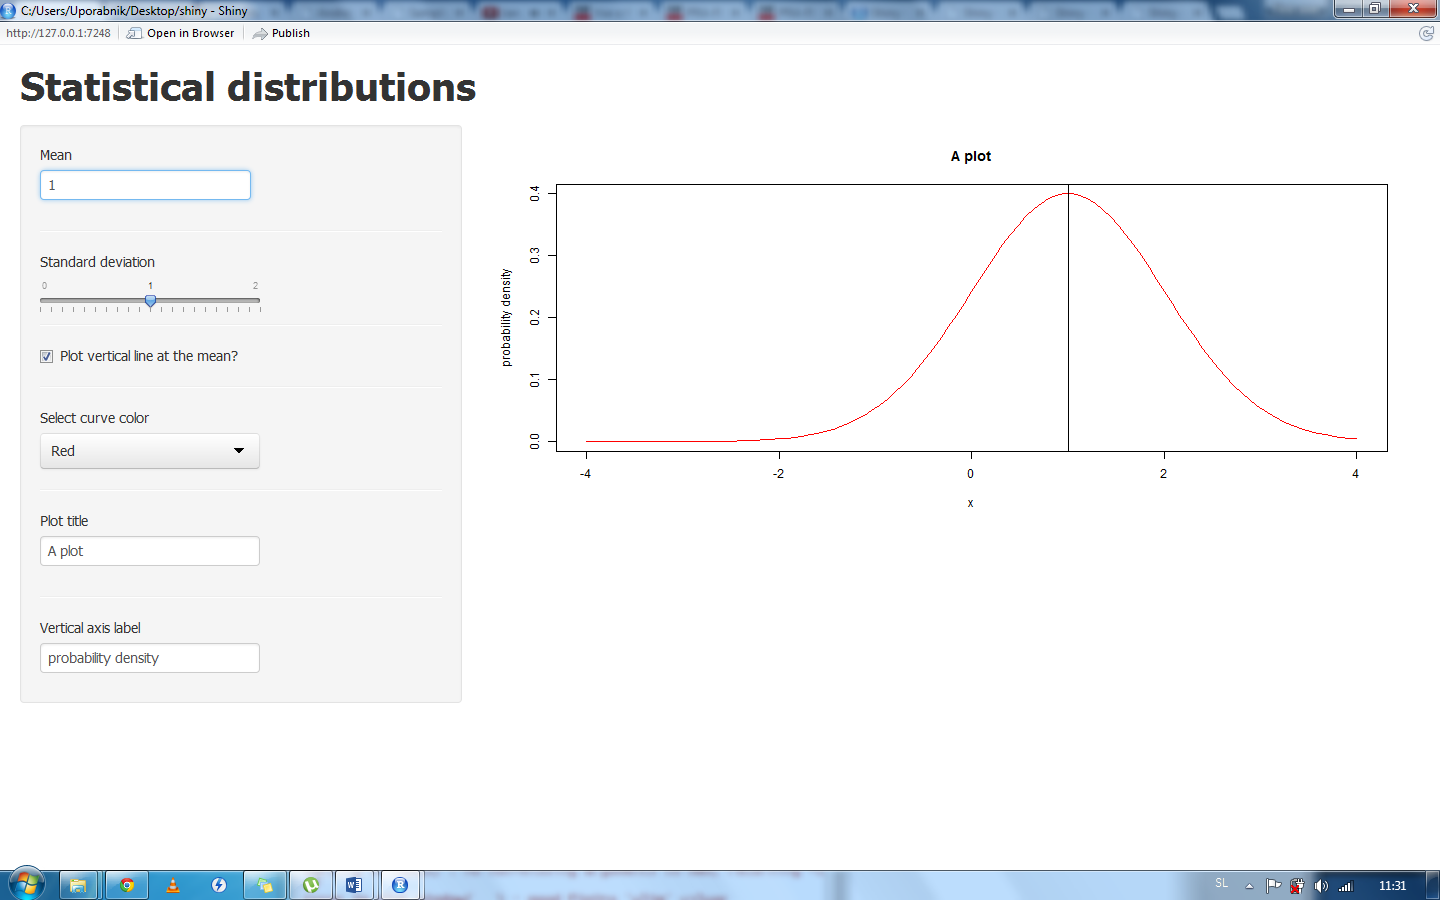 C:/Users/Uporabnik/Desktop/shiny - Shiny
http://127.0.0.1:7248 Open in Browser Publish
Statistical distributions
Mean
1
Standard deviation
0 1 2
Plot vertical line at the mean?
Select curve color
Red
Plot title
A plot
Vertical axis label
probability density
A plot
probability density
0.4
0.3
0.2
0.1
0.0
-4 -2 0 2 4
x
SL 11:31